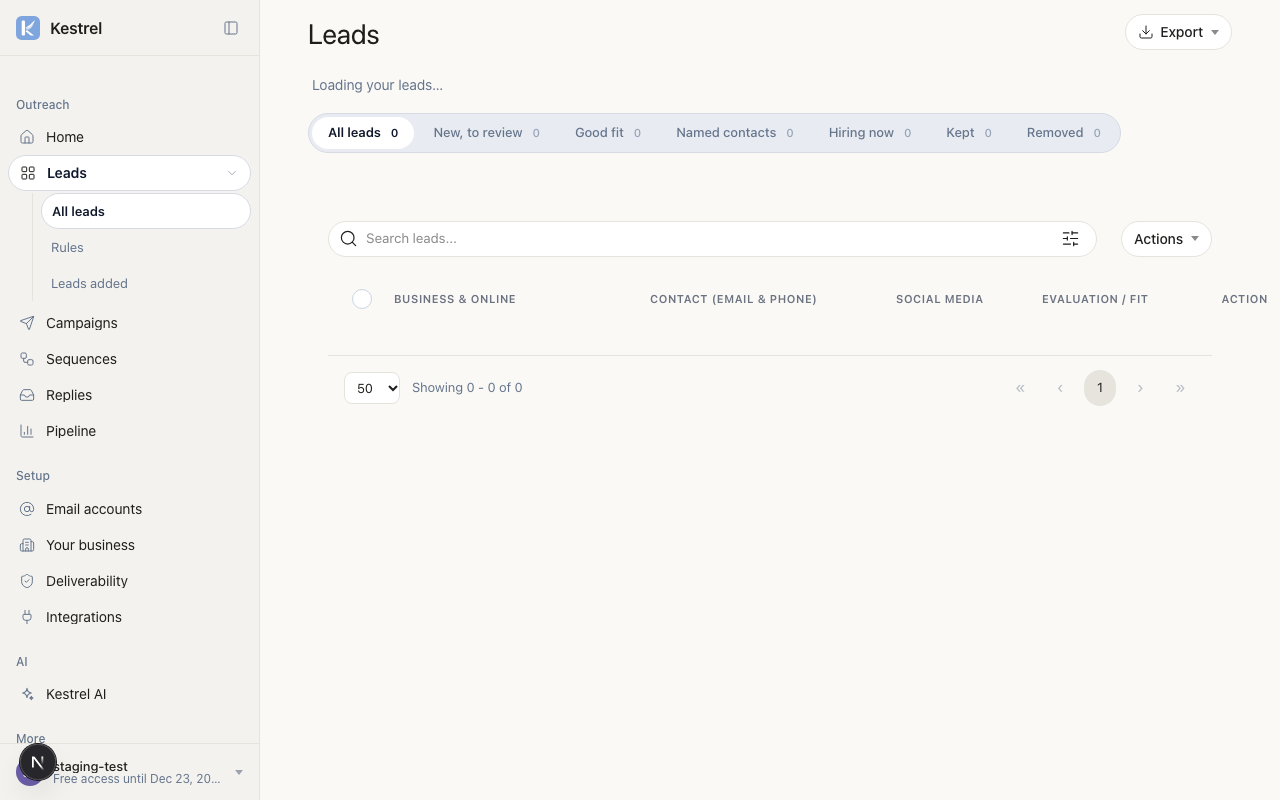 Kestrel
Outreach
Home
Leads
All leads
Rules
Leads added
Campaigns
Sequences
Replies
Pipeline
Setup
Email accounts
Your business
Deliverability
Integrations
AI
Kestrel AI
More
N
staging-test
Free access until Dec 23, 20...
Leads
Export
Loading your leads...
All leads 0 New, to review 0 Good fit 0 Named contacts 0 Hiring now 0 Kept 0 Removed 0
Search leads...
Actions
BUSINESS & ONLINE CONTACT (EMAIL & PHONE) SOCIAL MEDIA EVALUATION / FIT ACTION
50 Showing 0 - 0 of 0 « ‹ 1 › »